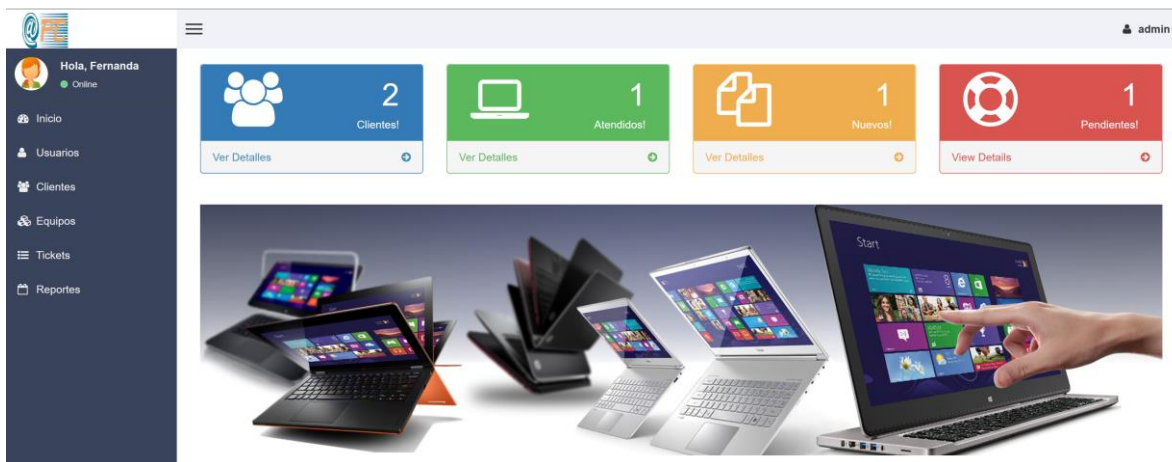 @PC
admin
Hola, Fernanda
Online
Inicio
Usuarios
Clientes
Equipos
Tickets
Reportes
2
Clientes!
Ver Detalles
1
Atendidos!
Ver Detalles
1
Nuevos!
Ver Detalles
1
Pendientes!
View Details
Start